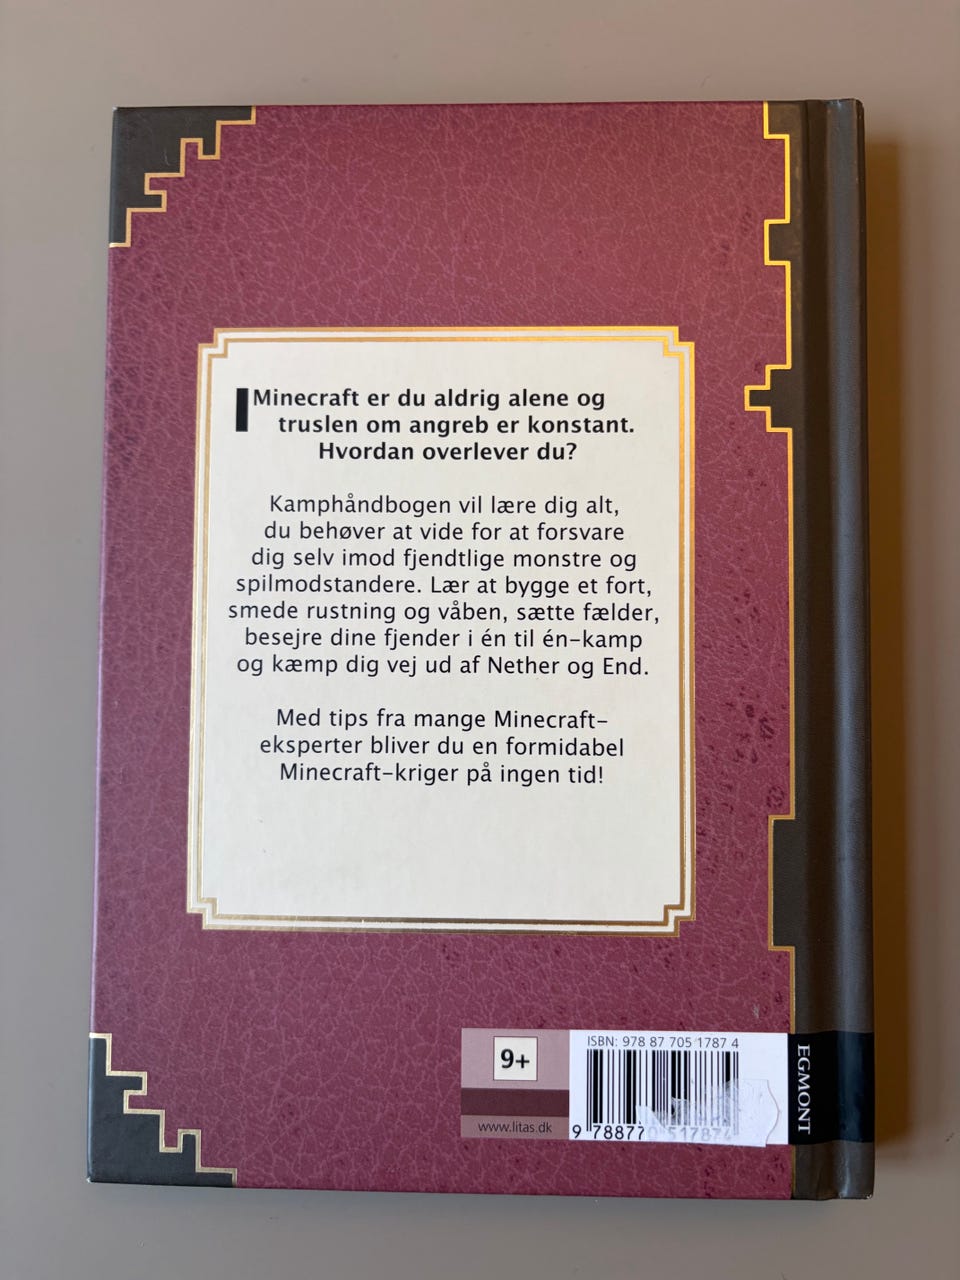 I Minecraft er du aldrig alene og
truslen om angreb er konstant.
Hvordan overlever du?
Kamphåndbogen vil lære dig alt,
du behøver at vide for at forsvare
dig selv imod fjendtlige monstre og
spilmodstandere. Lær at bygge et fort,
smede rustning og våben, sætte fælder,
besejre dine fjender i én til én-kamp
og kæmp dig vej ud af Nether og End.
Med tips fra mange Minecraft-
eksperter bliver du en formidabel
Minecraft-kriger på ingen tid!
9+
www.litas.dk
ISBN: 978 87 705 1787 4
9 788770 517874
EGMONT